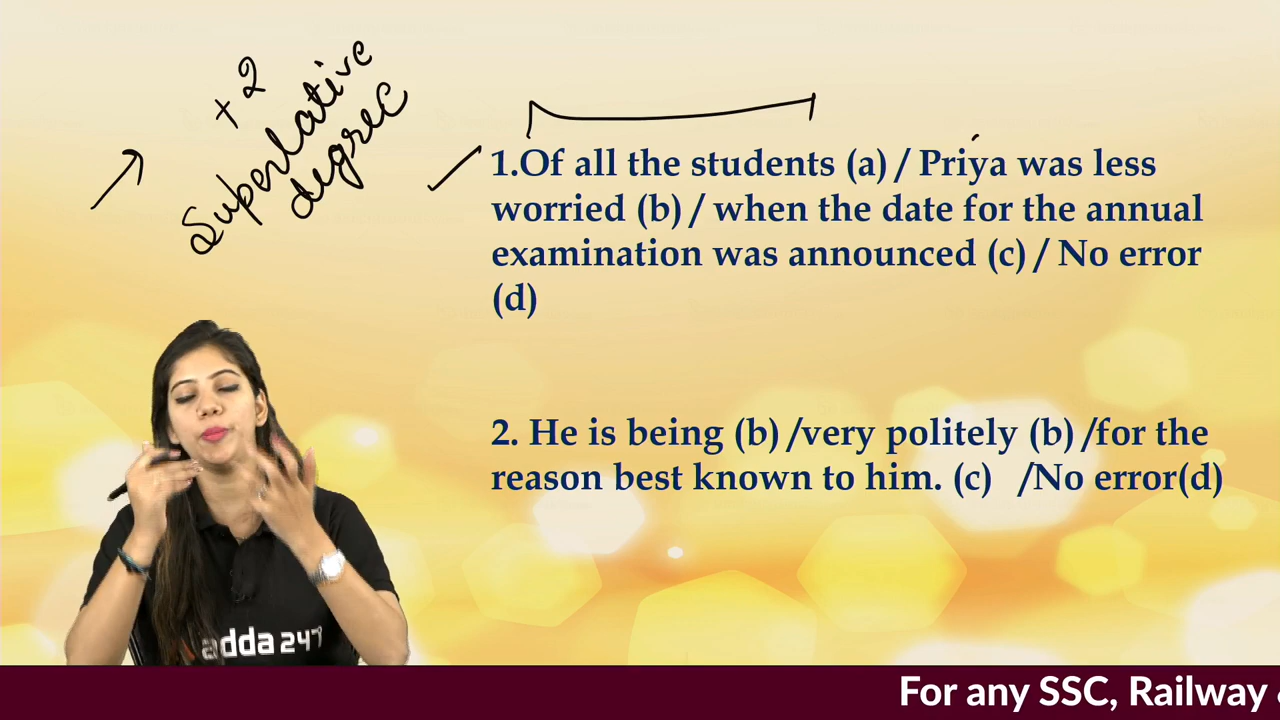 +2
Superlative
degree
1.Of all the students (a) / Priya was less
worried (b) / when the date for the annual
examination was announced (c) / No error
(d)
2. He is being (b) /very politely (b) /for the
reason best known to him. (c) /No error(d)
adda 247
For any SSC, Railway